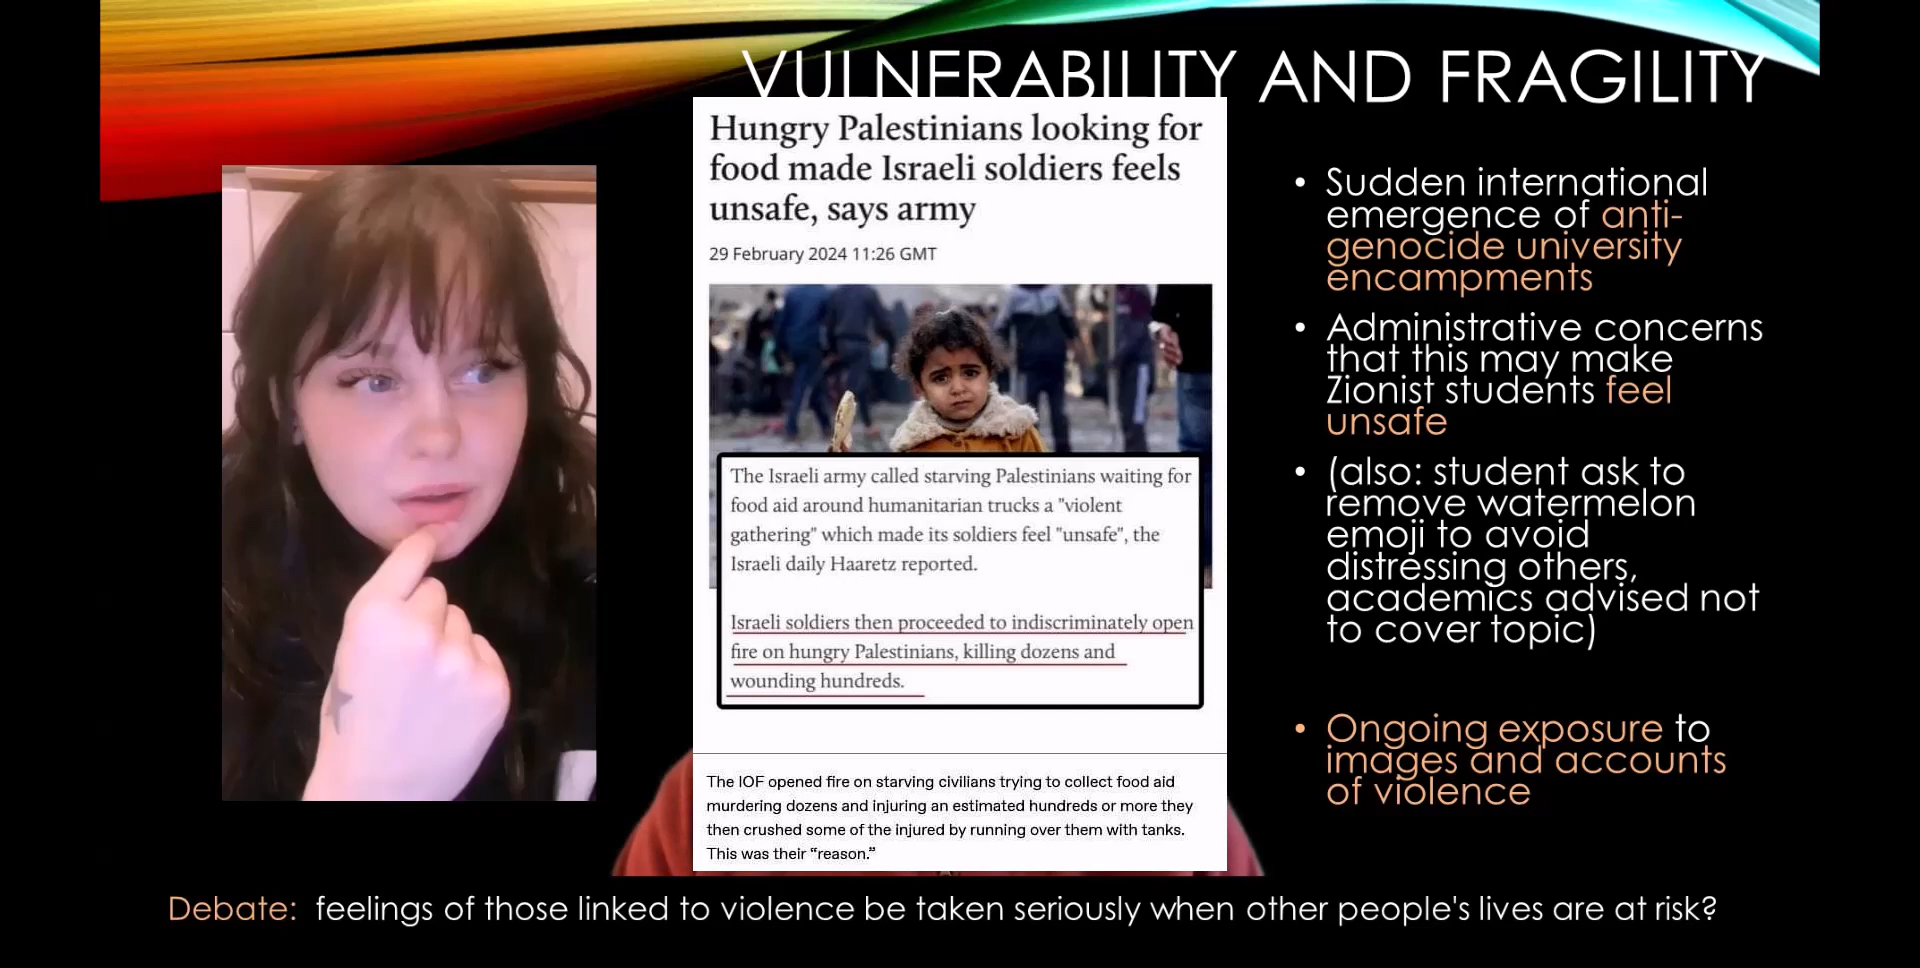 VULNERABILITY AND FRAGILITY
Hungry Palestinians looking for
food made Israeli soldiers feels
unsafe, says army
29 February 2024 11:26 GMT
The Israeli army called starving Palestinians waiting for
food aid around humanitarian trucks a "violent
gathering" which made its soldiers feel "unsafe", the
Israeli daily Haaretz reported.
Israeli soldiers then proceeded to indiscriminately open
fire on hungry Palestinians, killing dozens and
wounding hundreds.
The IOF opened fire on starving civilians trying to collect food aid
murdering dozens and injuring an estimated hundreds or more they
then crushed some of the injured by running over them with tanks.
This was their “reason.”
• Sudden international
emergence of anti-
genocide university
encampments
• Administrative concerns
that this may make
Zionist students feel
unsafe
• (also: student ask to
remove watermelon
emoji to avoid
distressing others,
academics advised not
to cover topic)
• Ongoing exposure to
images and accounts
of violence
Debate: feelings of those linked to violence be taken seriously when other people's lives are at risk?